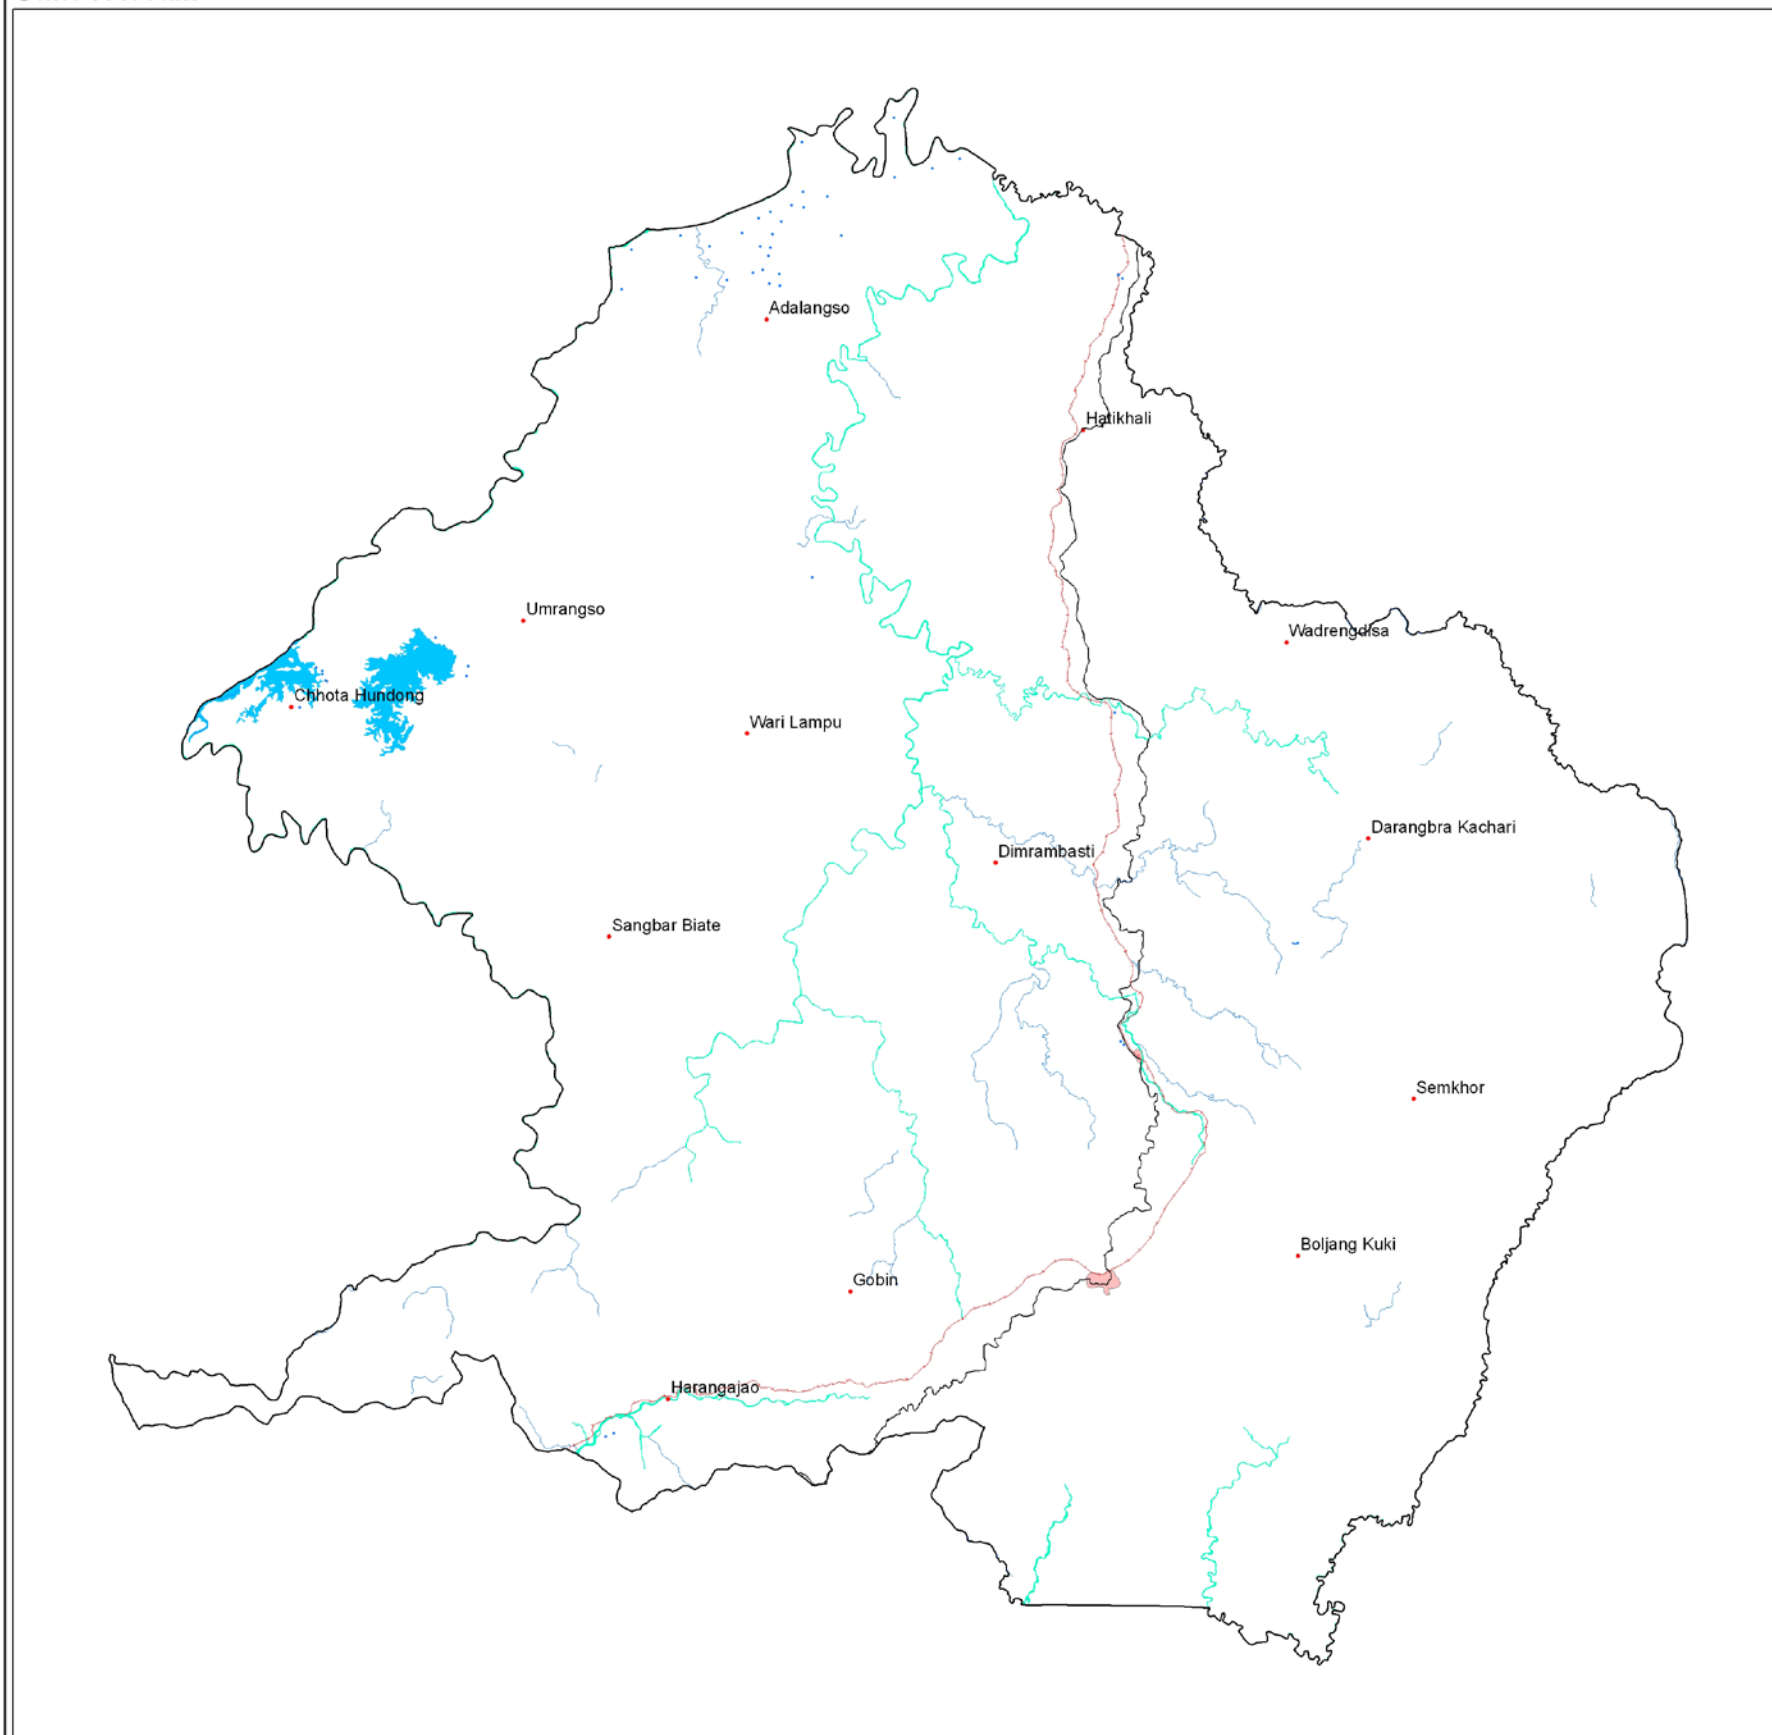 Adalangso
Hatikhali
Umrangso
Wadrengdisa
Chhota Hundong
Wari Lampu
Darangbra Kachari
Dimrambasti
Sangbar Biate
Semkhor
Boljang Kuki
Gobin
Harangajao